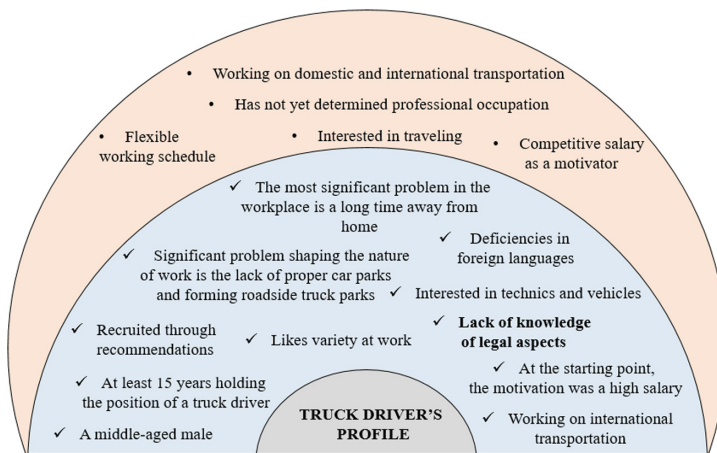 • Working on domestic and international transportation
• Has not yet determined professional occupation
• Flexible
working schedule
• Interested in traveling
• Competitive salary
as a motivator
✓ The most significant problem in the
workplace is a long time away from
home
✓ Deficiencies in
foreign languages
✓ Significant problem shaping the nature
of work is the lack of proper car parks
and forming roadside truck parks
✓ Interested in technics and vehicles
✓ Recruited through
recommendations
✓ Likes variety at work
✓ Lack of knowledge
of legal aspects
✓ At least 15 years holding
the position of a truck driver
✓ At the starting point,
the motivation was a high salary
✓ A middle-aged male
TRUCK DRIVER'S
PROFILE
✓ Working on international
transportation